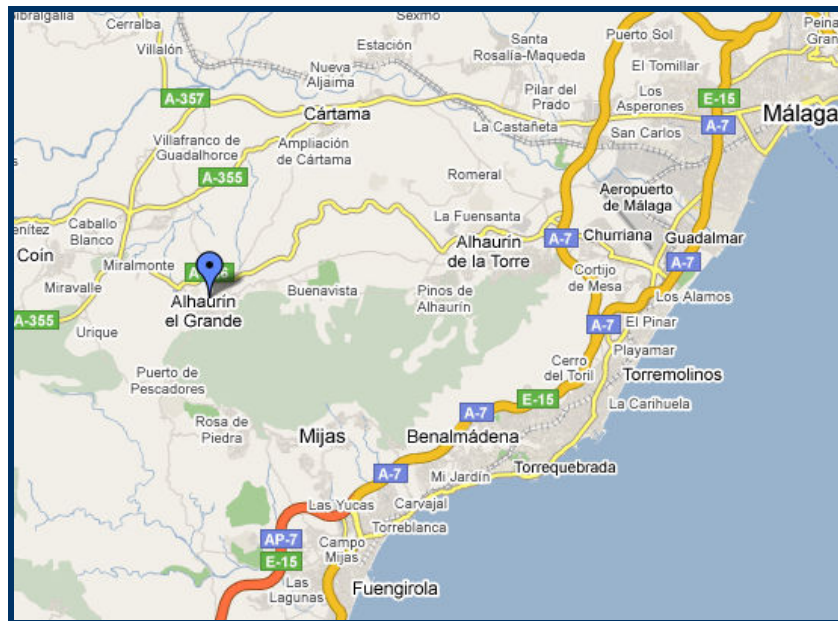 Cerralba
Sexmo
Villalón
Estación
Santa
Rosalía-Maqueda
Puerto Sol
El Tomillar
Nueva
Aljaima
A-357
Cártama
Pilar del
Prado
Los
Asperones
E-15
A-7
Málaga
La Castañeta
San Carlos
Villafranco de
Guadalhorce
Ampliación
de Cártama
A-355
Romeral
Aeropuerto
de Málaga
Caballo
Blanco
La Fuensanta
Coín
Alhaurín
de la Torre
A-7
Churriana
Guadalmar
Miralmonte
Miravalle
Buenavista
Pinos de
Alhaurín
Cortijo
de Mesa
A-7
Los Alamos
Alhaurín
el Grande
A-355
Urique
A-7
El Pinar
Playamar
Puerto de
Pescadores
Cerro
del Toril
Torremolinos
E-15
A-7
La Carihuela
Rosa de
Piedra
Mijas
Benalmádena
A-7
Mi Jardín
Torrequebrada
Las Yucas
Carvajal
Torreblanca
AP-7
E-15
Campo
Mijas
Las
Lagunas
Fuengirola